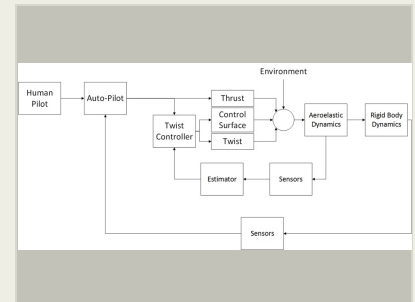 Environment
Human
Pilot
Auto-Pilot
Thrust
Control
Surface
Twist
Twist
Controller
Aeroelastic
Dynamics
Rigid Body
Dynamics
Estimator
Sensors
Sensors